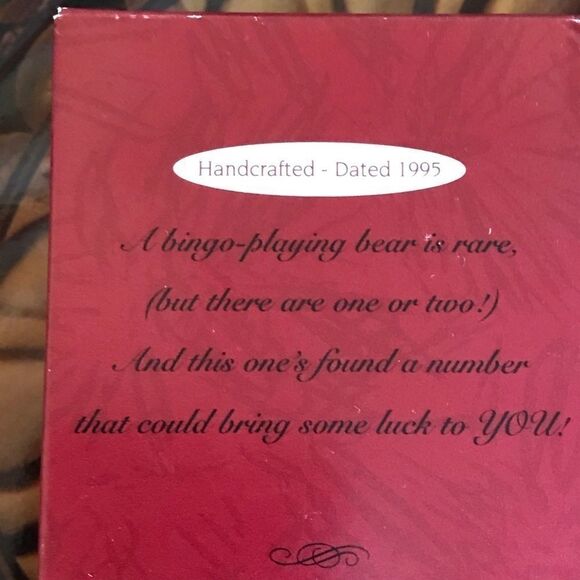 Handcrafted - Dated 1995
A bingo-playing bear is rare,
(but there are one or two!)
And this one's found a number
that could bring some luck to YOU!